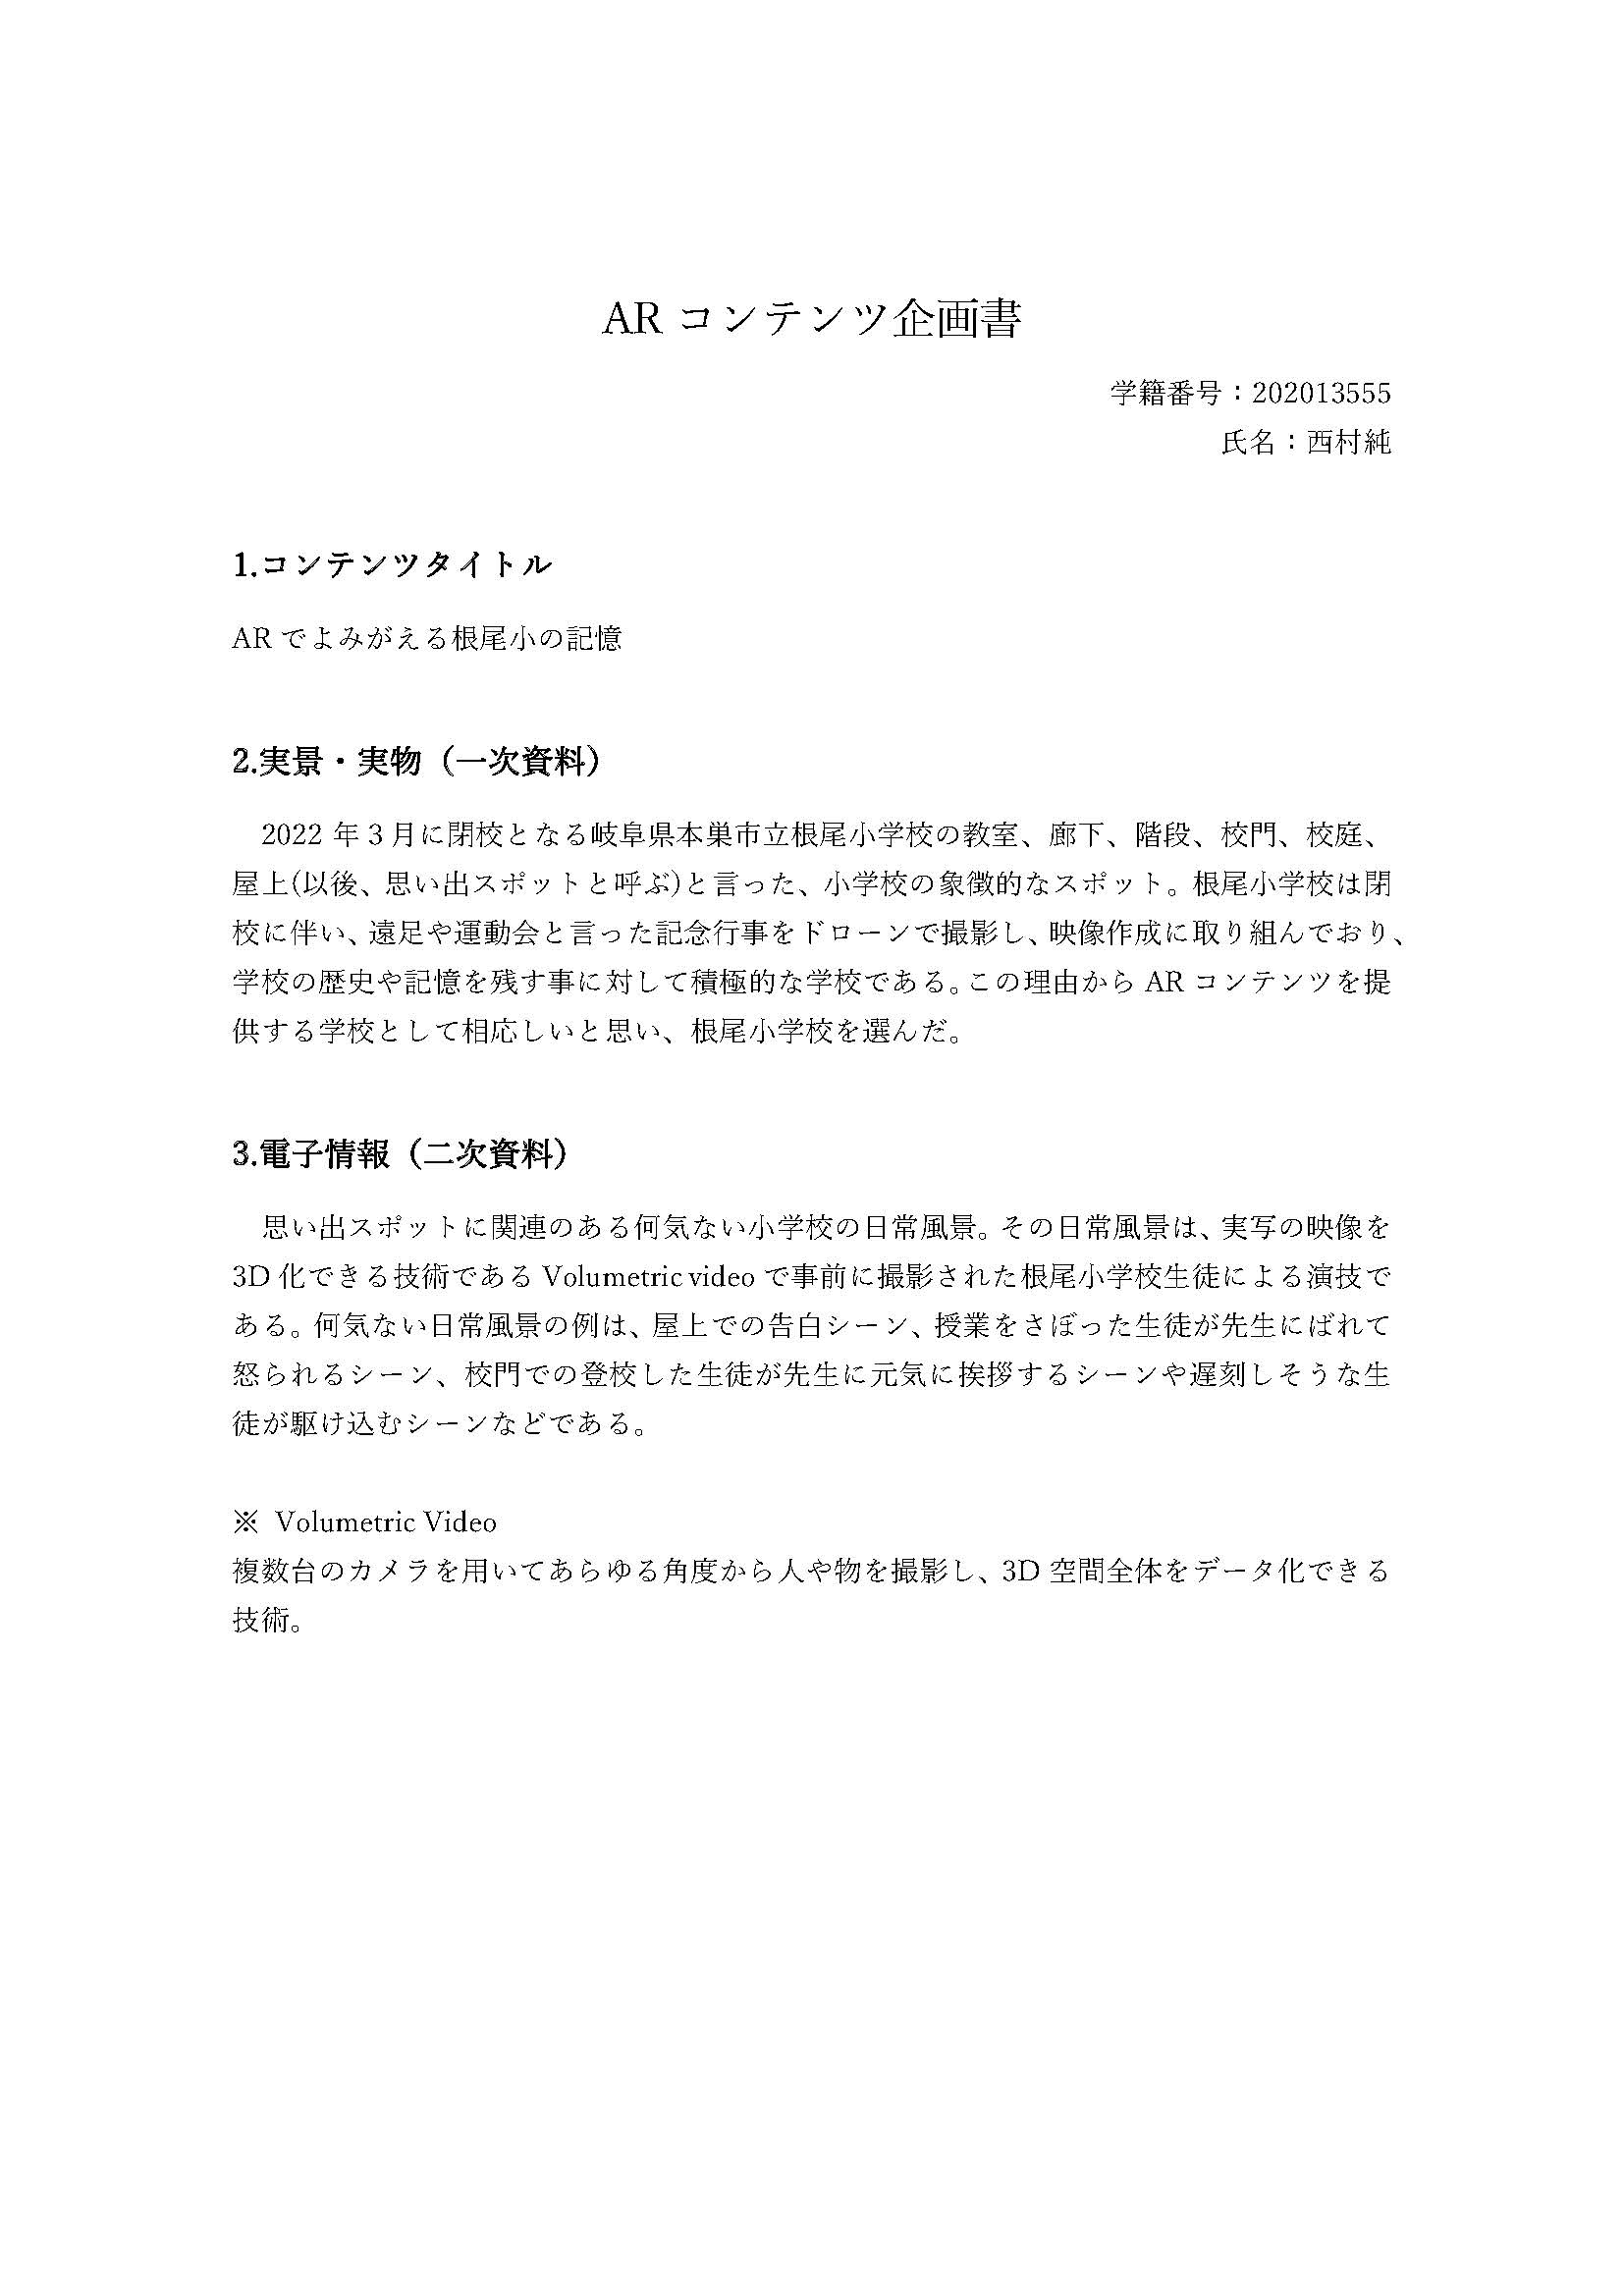 AR コンテンツ企画書
学籍番号：202013555
氏名：西村純
1.コンテンツタイトル
AR でよみがえる根尾小の記憶
2.実景・実物（一次資料）
2022 年 3 月に閉校となる岐阜県本巣市立根尾小学校の教室、廊下、階段、校門、校庭、
屋上(以後、思い出スポットと呼ぶ)と言った、小学校の象徴的なスポット。根尾小学校は閉
校に伴い、遠足や運動会と言った記念行事をドローンで撮影し、映像作成に取り組んでおり、
学校の歴史や記憶を残す事に対して積極的な学校である。この理由から AR コンテンツを提
供する学校として相応しいと思い、根尾小学校を選んだ。
3.電子情報（二次資料）
思い出スポットに関連のある何気ない小学校の日常風景。その日常風景は、実写の映像を
3D 化できる技術である Volumetric video で事前に撮影された根尾小学校生徒による演技で
ある。何気ない日常風景の例は、屋上での告白シーン、授業をさぼった生徒が先生にばれて
怒られるシーン、校門での登校した生徒が先生に元気に挨拶するシーンや遅刻しそうな生
徒が駆け込むシーンなどである。
※ Volumetric Video
複数台のカメラを用いてあらゆる角度から人や物を撮影し、3D 空間全体をデータ化できる
技術。